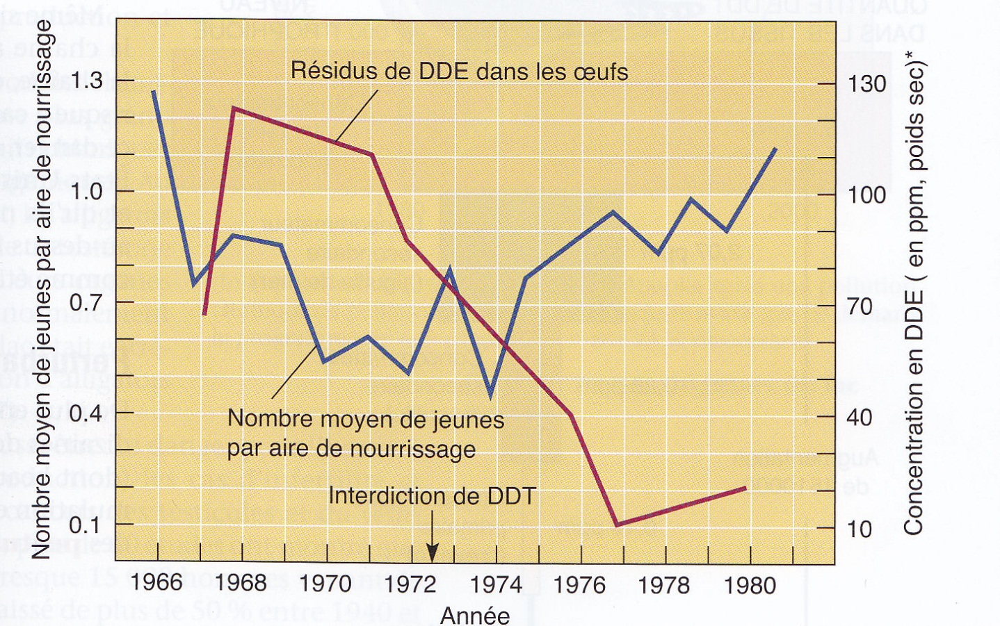 Nombre moyen de jeunes par aire de nourrissage
1.3
1.0
0.7
0.4
0.1
Résidus de DDE dans les œufs
Nombre moyen de jeunes
par aire de nourrissage
Interdiction de DDT
130
100
70
40
10
Concentration en DDE ( en ppm, poids sec)*
1966 1968 1970 1972 1974 1976 1978 1980
Année